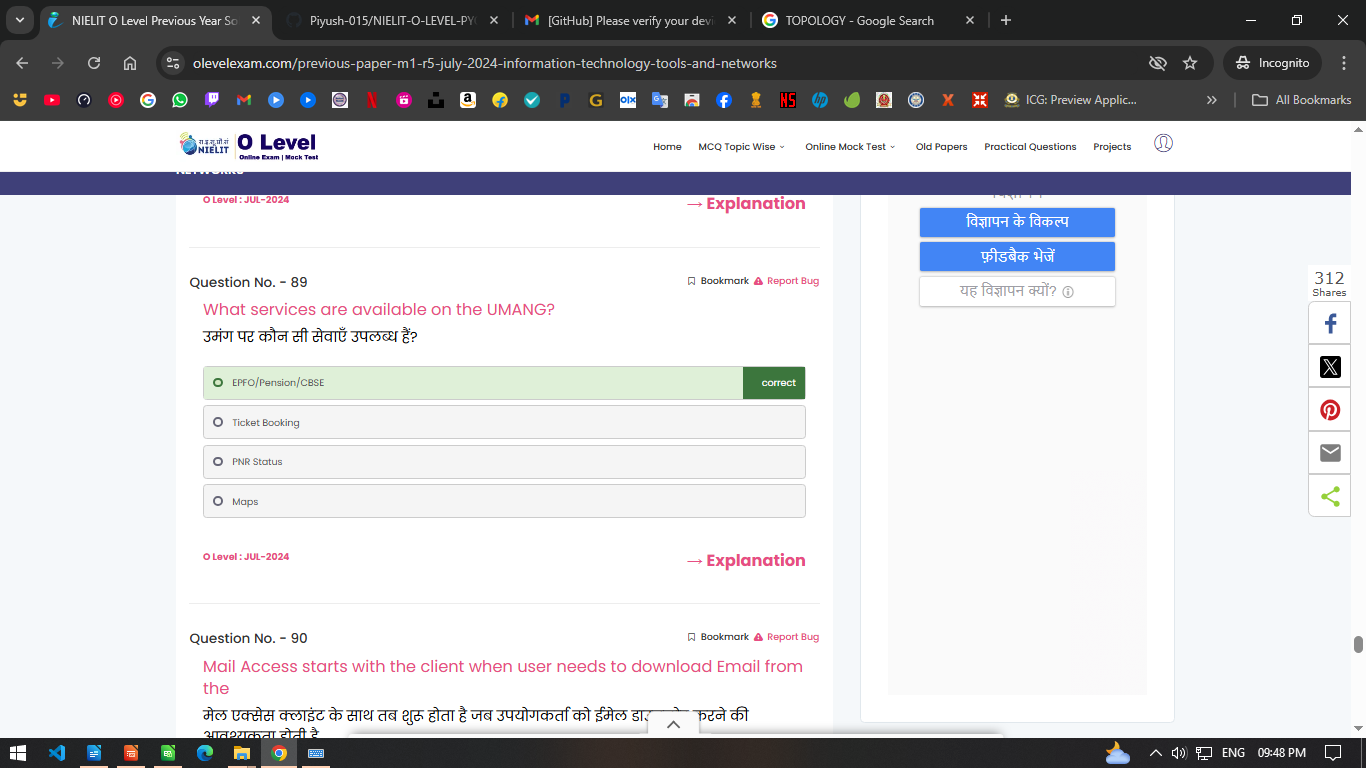 NIELIT O Level Previous Year So
Piyush-015/NIELIT-O-LEVEL-PY
[GitHub] Please verify your devi
TOPOLOGY - Google Search
olevelexam.com/previous-paper-m1-r5-july-2024-information-technology-tools-and-networks
Incognito
ICG: Preview Applic...
All Bookmarks
NIELIT
O Level
Online Exam | Mock Test
Home
MCQ Topic Wise
Online Mock Test
Old Papers
Practical Questions
Projects
NETWORKS
O Level : JUL-2024
→ Explanation
विज्ञापन
विज्ञापन के विकल्प
फ़ीडबैक भेजें
यह विज्ञापन क्यों?
Question No. - 89
Bookmark
Report Bug
What services are available on the UMANG?
उमंग पर कौन सी सेवाएँ उपलब्ध हैं?
EPFO/Pension/CBSE
correct
Ticket Booking
PNR Status
Maps
O Level : JUL-2024
→ Explanation
312
Shares
Question No. - 90
Bookmark
Report Bug
Mail Access starts with the client when user needs to download Email from
the
मेल एक्सेस क्लाइंट के साथ तब शुरू होता है जब उपयोगकर्ता को ईमेल करने की
आवश्यकता होती है
ENG
09:48 PM